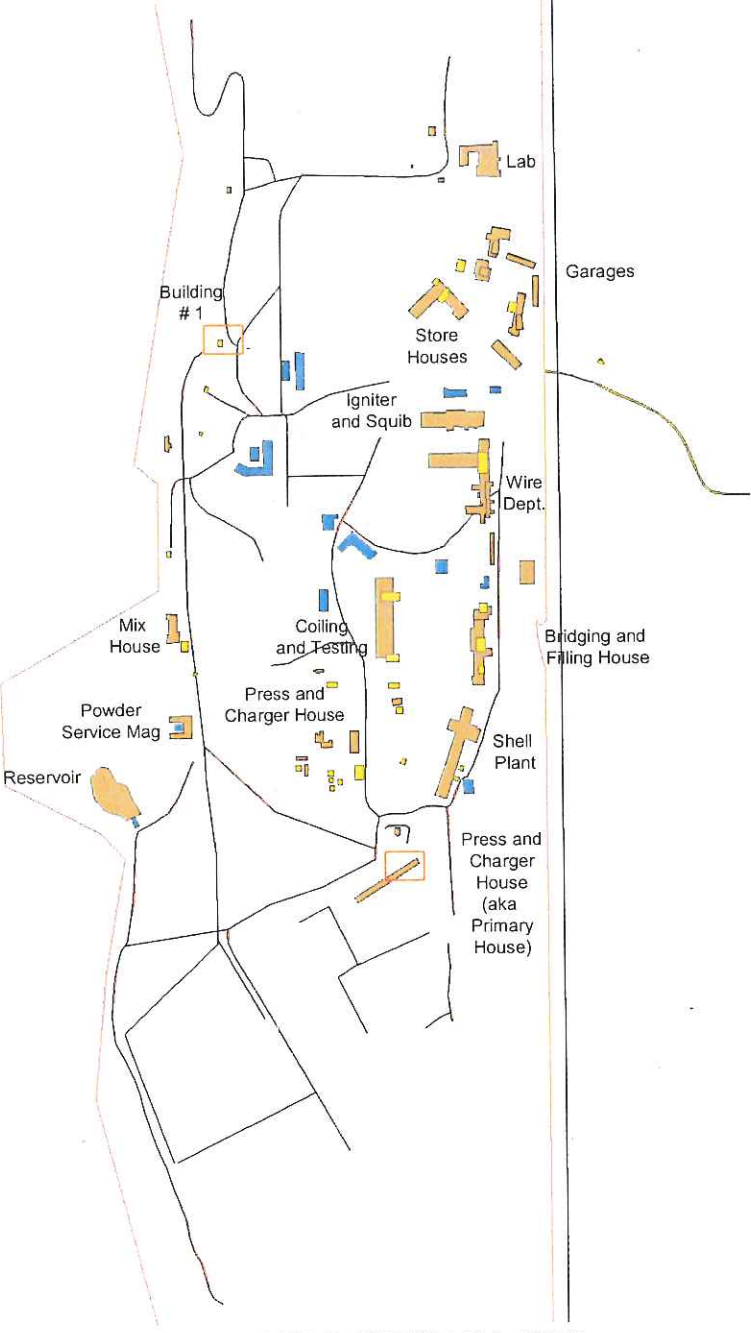 Lab
Garages
Building
# 1
Store
Houses
Igniter
and Squib
Wire
Dept.
Mix
House
Coiling
and Testing
Bridging and
Filling House
Press and
Charger House
Powder
Service Mag
Shell
Plant
Reservoir
Press and
Charger
House
(aka
Primary
House)